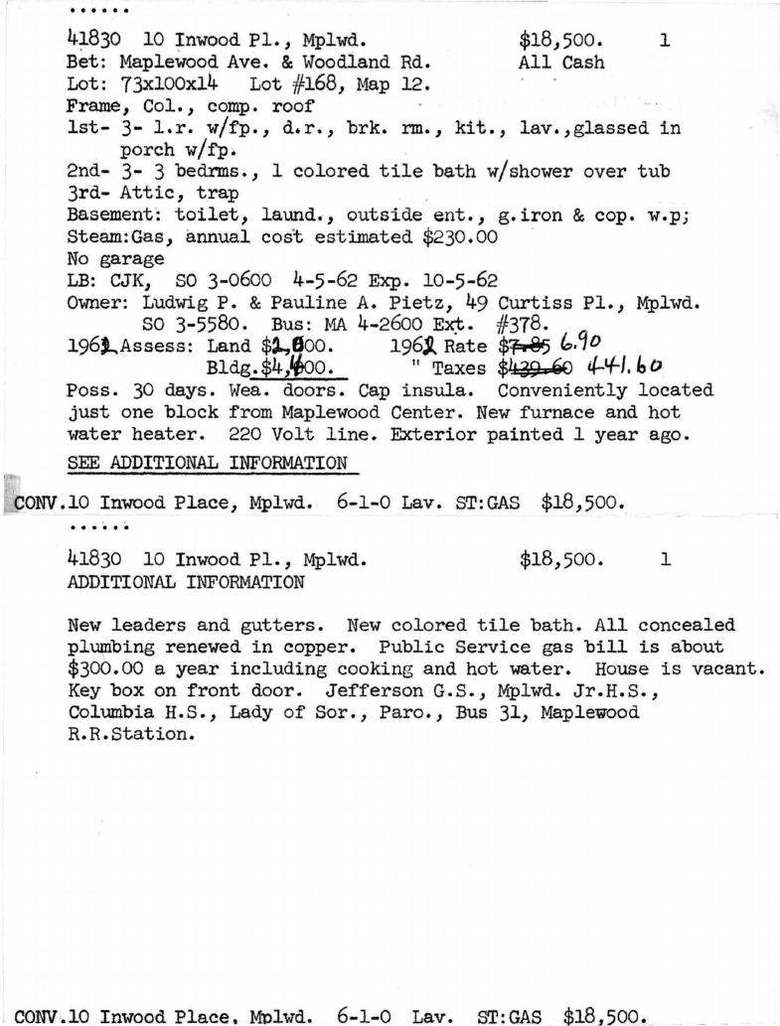 ......
41830 10 Inwood Pl., Mplwd. $18,500. 1
Bet: Maplewood Ave. & Woodland Rd. All Cash
Lot: 73x100x14 Lot #168, Map 12.
Frame, Col., comp. roof
1st- 3- l.r. w/fp., d.r., brk. rm., kit., lav.,glassed in
porch w/fp.
2nd- 3- 3 bedrms., 1 colored tile bath w/shower over tub
3rd- Attic, trap
Basement: toilet, laund., outside ent., g.iron & cop. w.p;
Steam:Gas, annual cost estimated $230.00
No garage
LB: CJK, SO 3-0600 4-5-62 Exp. 10-5-62
Owner: Ludwig P. & Pauline A. Pietz, 49 Curtiss Pl., Mplwd.
SO 3-5580. Bus: MA 4-2600 Ext. #378.
1962 Assess: Land $2,000. 1962 Rate $7.85 6.90
Bldg.$4,400. " Taxes $439.60 441.60
Poss. 30 days. Wea. doors. Cap insula. Conveniently located
just one block from Maplewood Center. New furnace and hot
water heater. 220 Volt line. Exterior painted 1 year ago.
SEE ADDITIONAL INFORMATION
CONV.10 Inwood Place, Mplwd. 6-1-0 Lav. ST:GAS $18,500.
......
41830 10 Inwood Pl., Mplwd. $18,500. 1
ADDITIONAL INFORMATION
New leaders and gutters. New colored tile bath. All concealed
plumbing renewed in copper. Public Service gas bill is about
$300.00 a year including cooking and hot water. House is vacant.
Key box on front door. Jefferson G.S., Mplwd. Jr.H.S.,
Columbia H.S., Lady of Sor., Paro., Bus 31, Maplewood
R.R.Station.
CONV.10 Inwood Place, Mplwd. 6-1-0 Lav. ST:GAS $18,500.